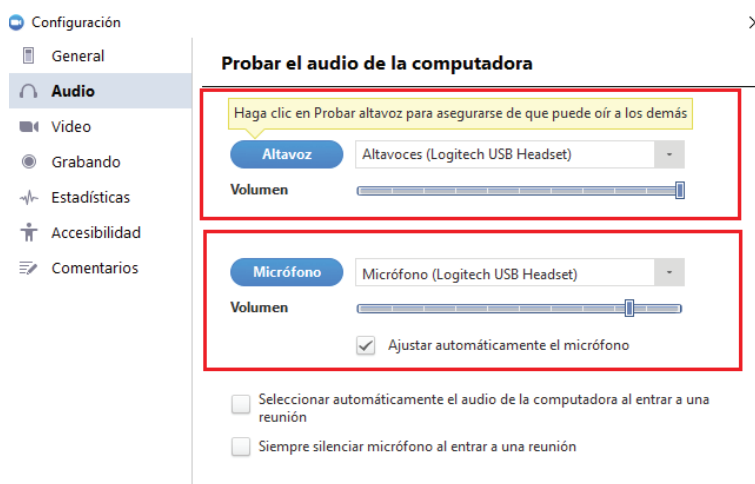 Configuración
General
Audio
Video
Grabando
Estadísticas
Accesibilidad
Comentarios
Probar el audio de la computadora
Haga clic en Probar altavoz para asegurarse de que puede oír a los demás
Altavoz
Altavoces (Logitech USB Headset)
Volumen
Micrófono
Micrófono (Logitech USB Headset)
Volumen
Ajustar automáticamente el micrófono
Seleccionar automáticamente el audio de la computadora al entrar a una
reunión
Siempre silenciar micrófono al entrar a una reunión